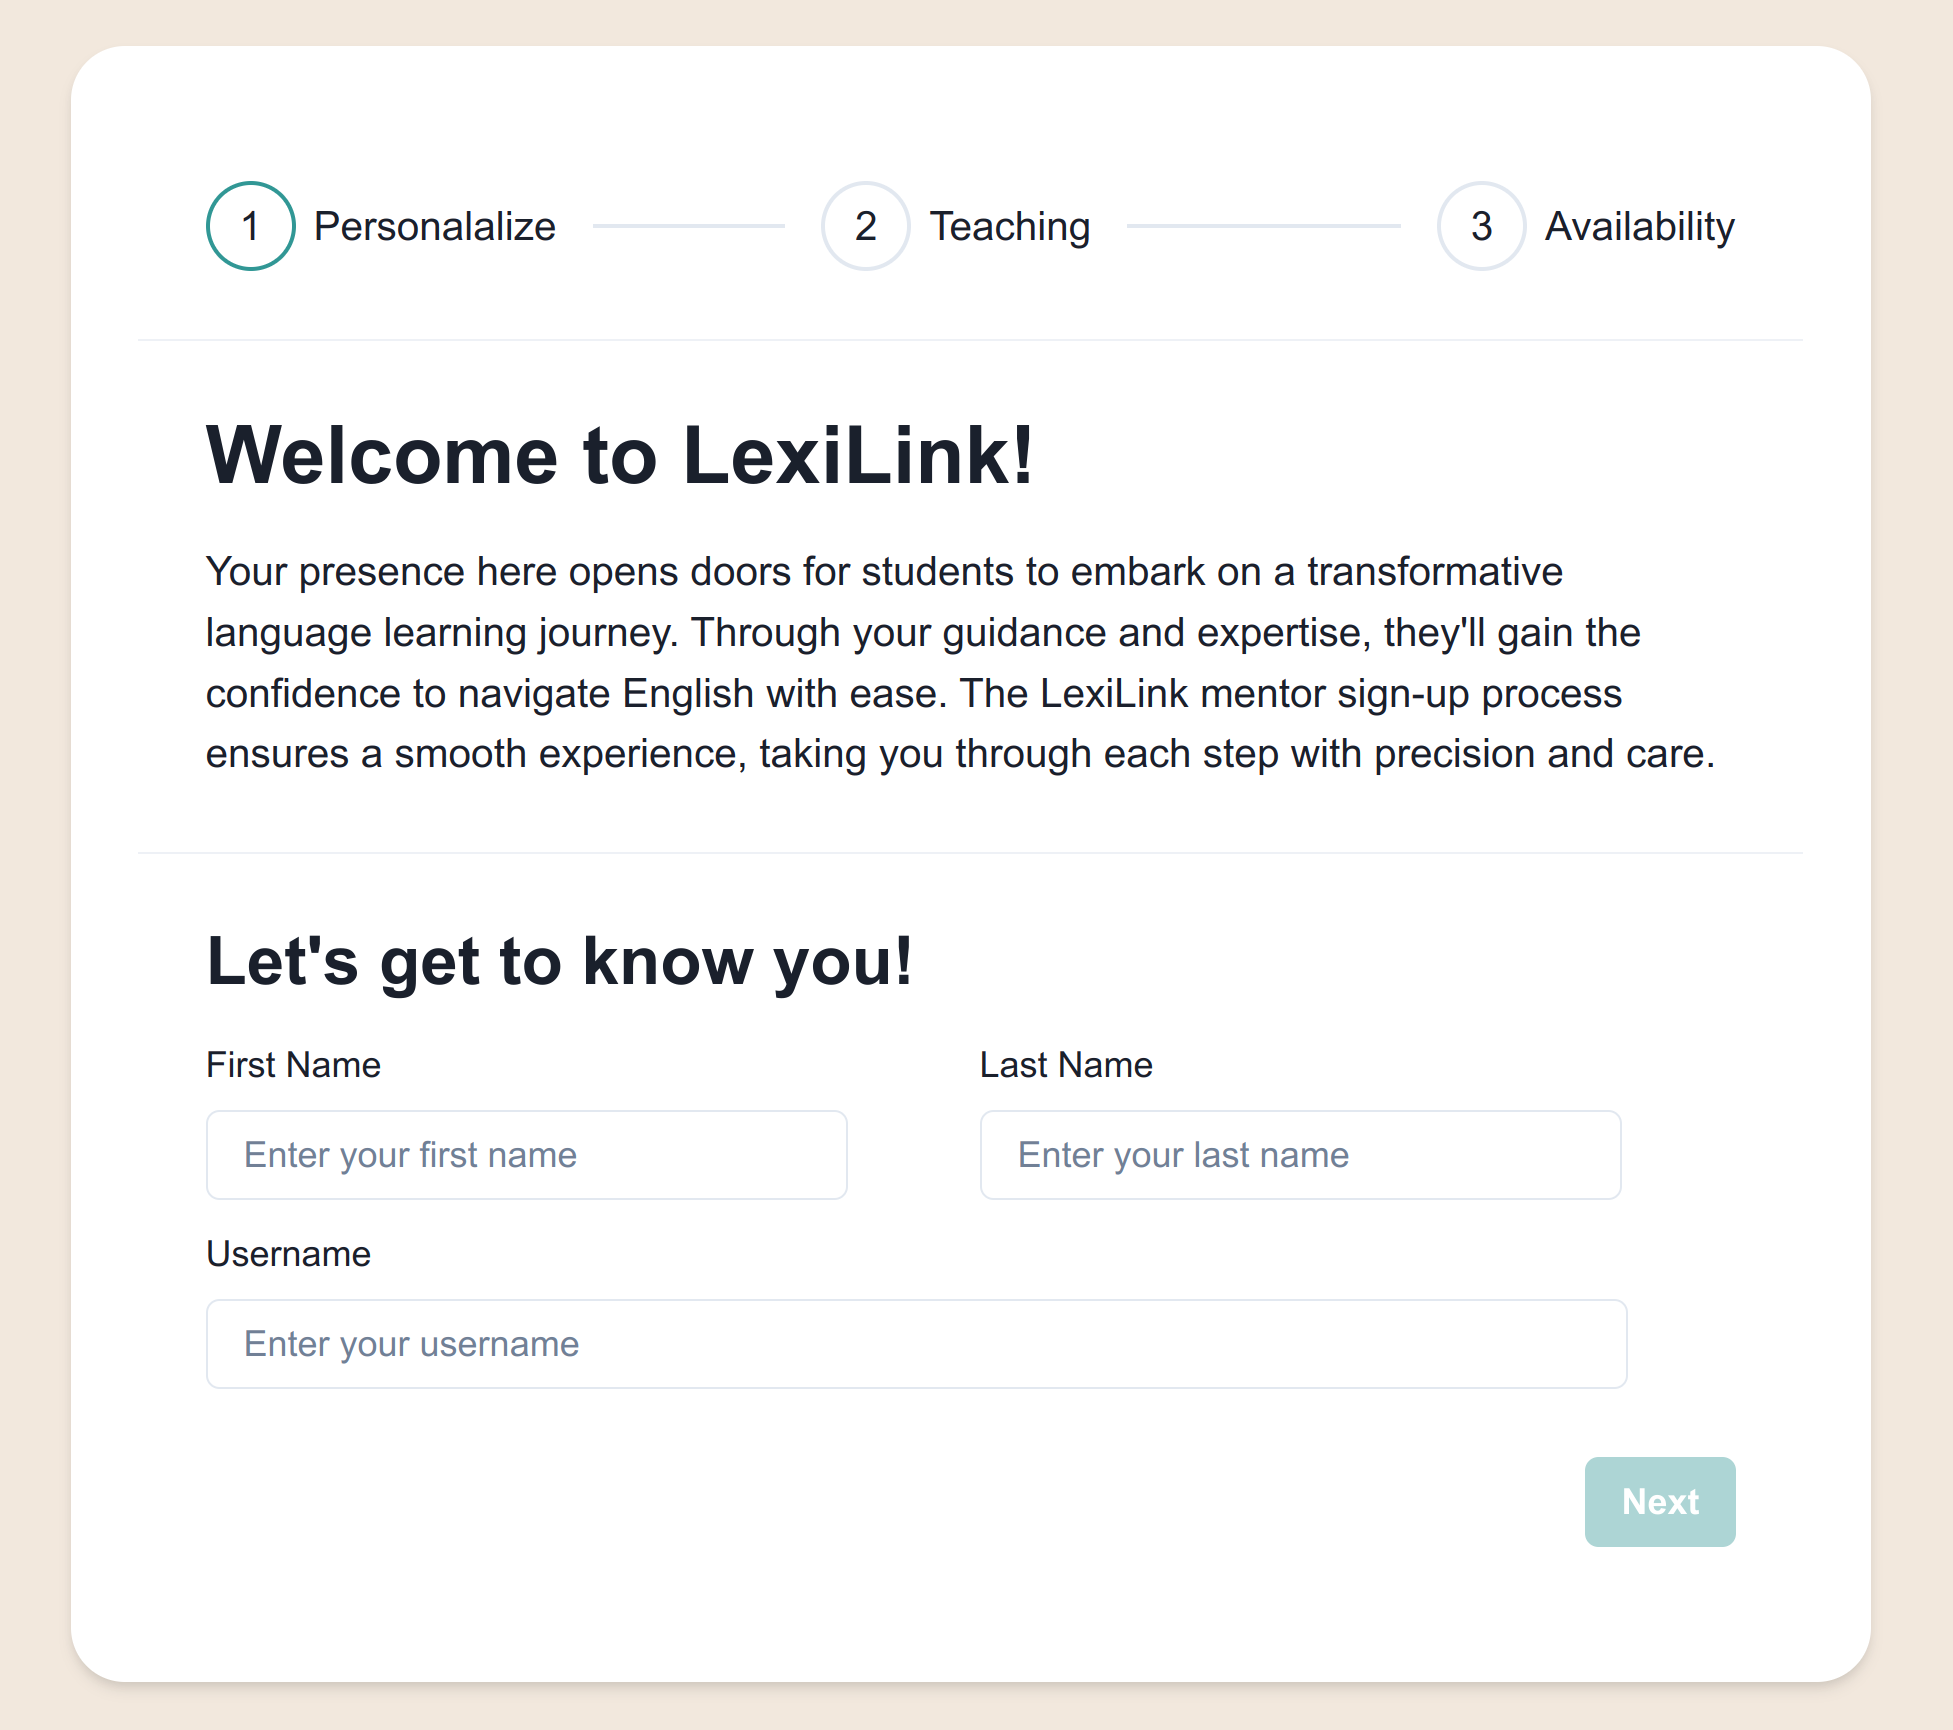 1 Personalalize 2 Teaching 3 Availability
Welcome to LexiLink!
Your presence here opens doors for students to embark on a transformative
language learning journey. Through your guidance and expertise, they'll gain the
confidence to navigate English with ease. The LexiLink mentor sign-up process
ensures a smooth experience, taking you through each step with precision and care.
Let's get to know you!
First Name Last Name
Enter your first name Enter your last name
Username
Enter your username
Next